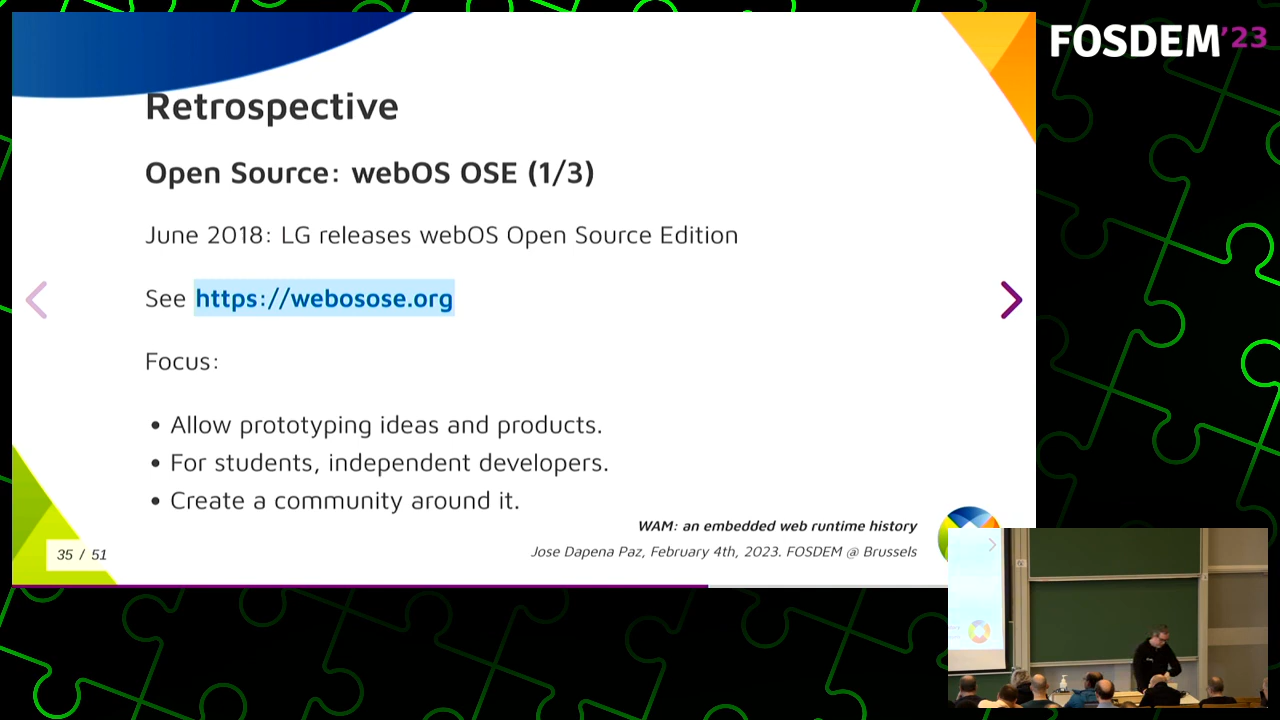 FOSDEM'23
Retrospective
Open Source: webOS OSE (1/3)
June 2018: LG releases webOS Open Source Edition
See https://webosose.org
Focus:
• Allow prototyping ideas and products.
• For students, independent developers.
• Create a community around it.
WAM: an embedded web runtime history
Jose Dapena Paz, February 4th, 2023. FOSDEM @ Brussels
35 / 51